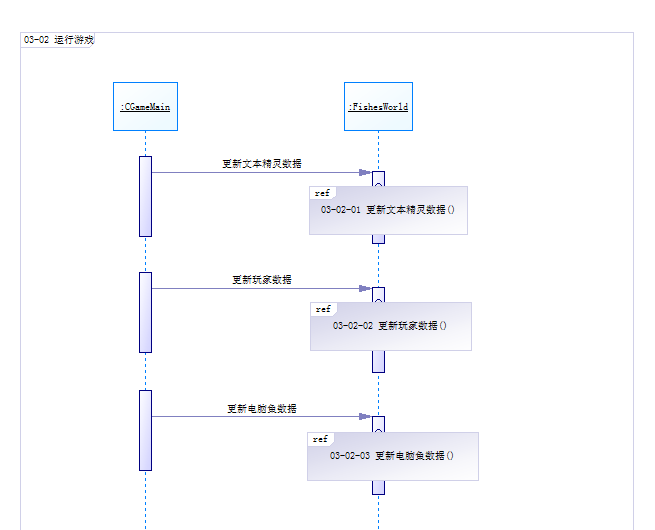 03-02 运行游戏
:CGameMain
:FishesWorld
更新文本精灵数据
ref
03-02-01 更新文本精灵数据()
更新玩家数据
ref
03-02-02 更新玩家数据()
更新电脑鱼数据
ref
03-02-03 更新电脑鱼数据()